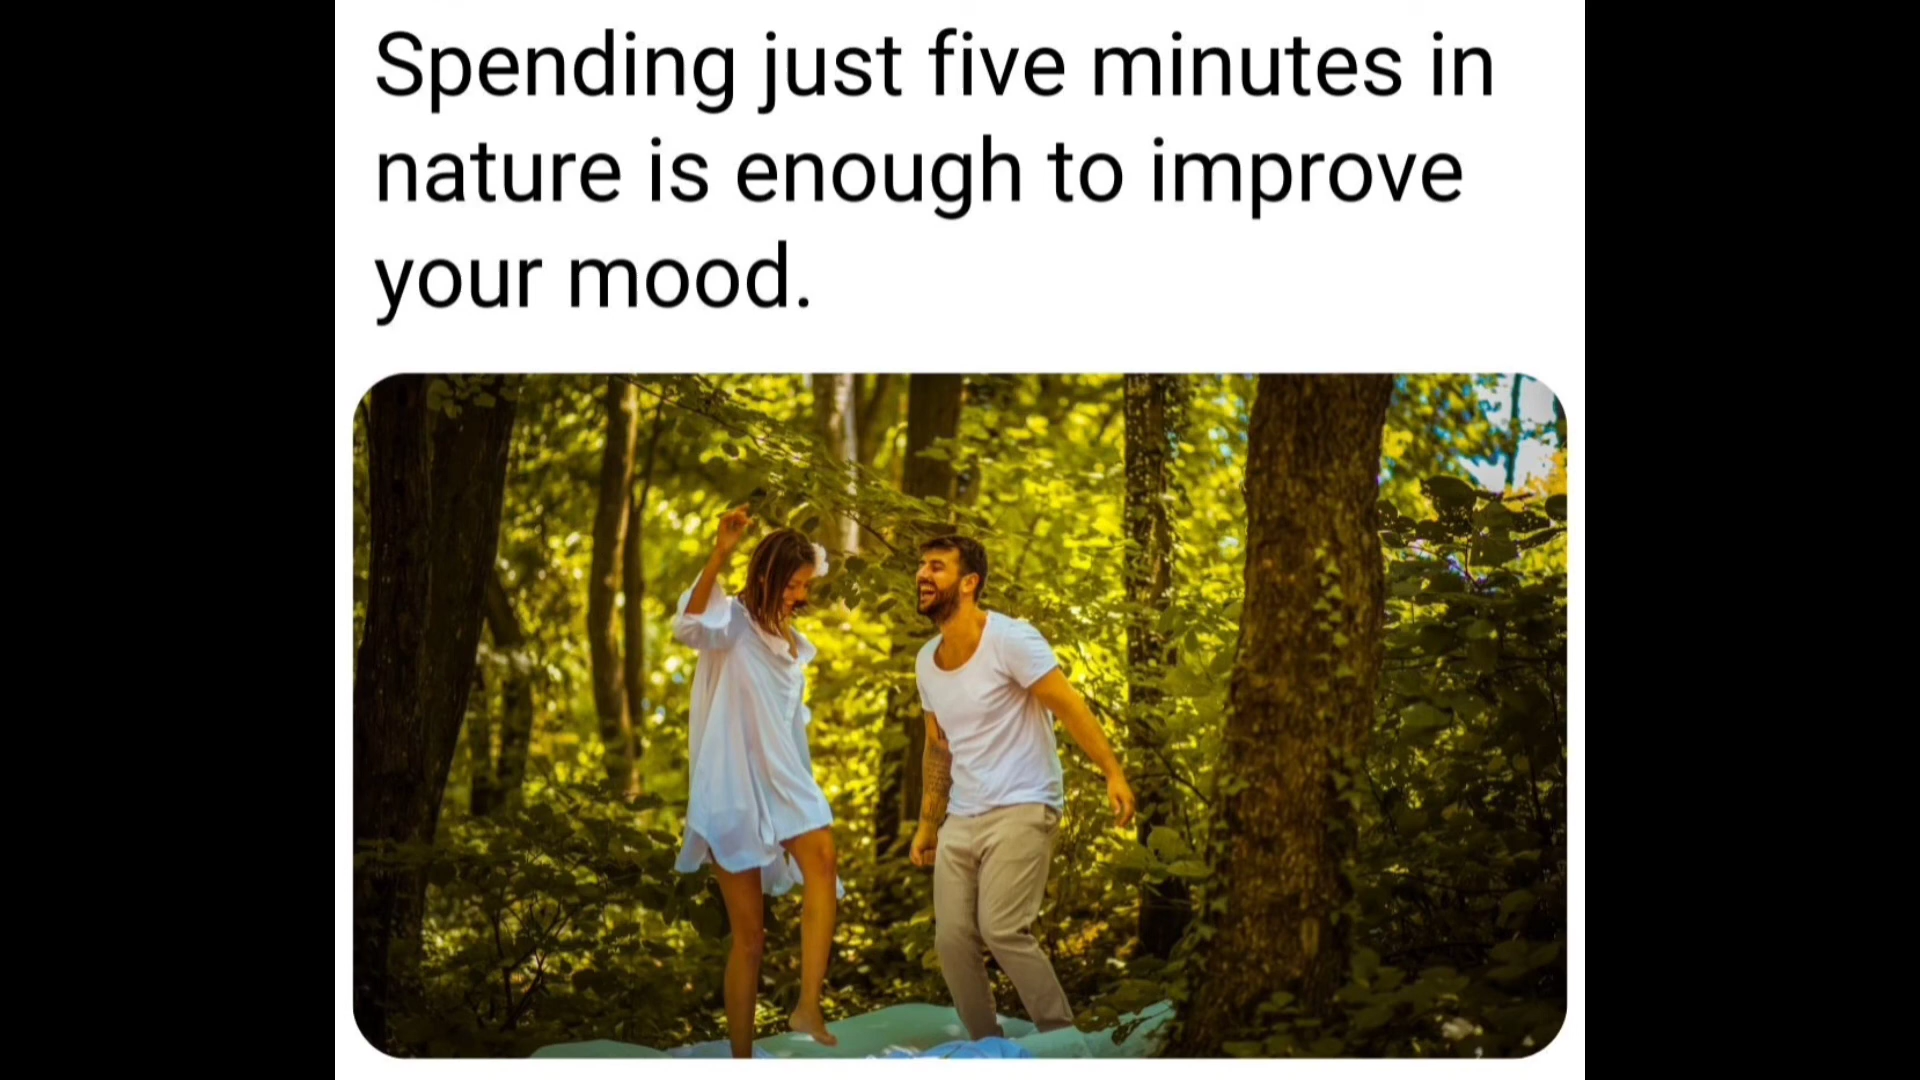 Spending just five minutes in
nature is enough to improve
your mood.